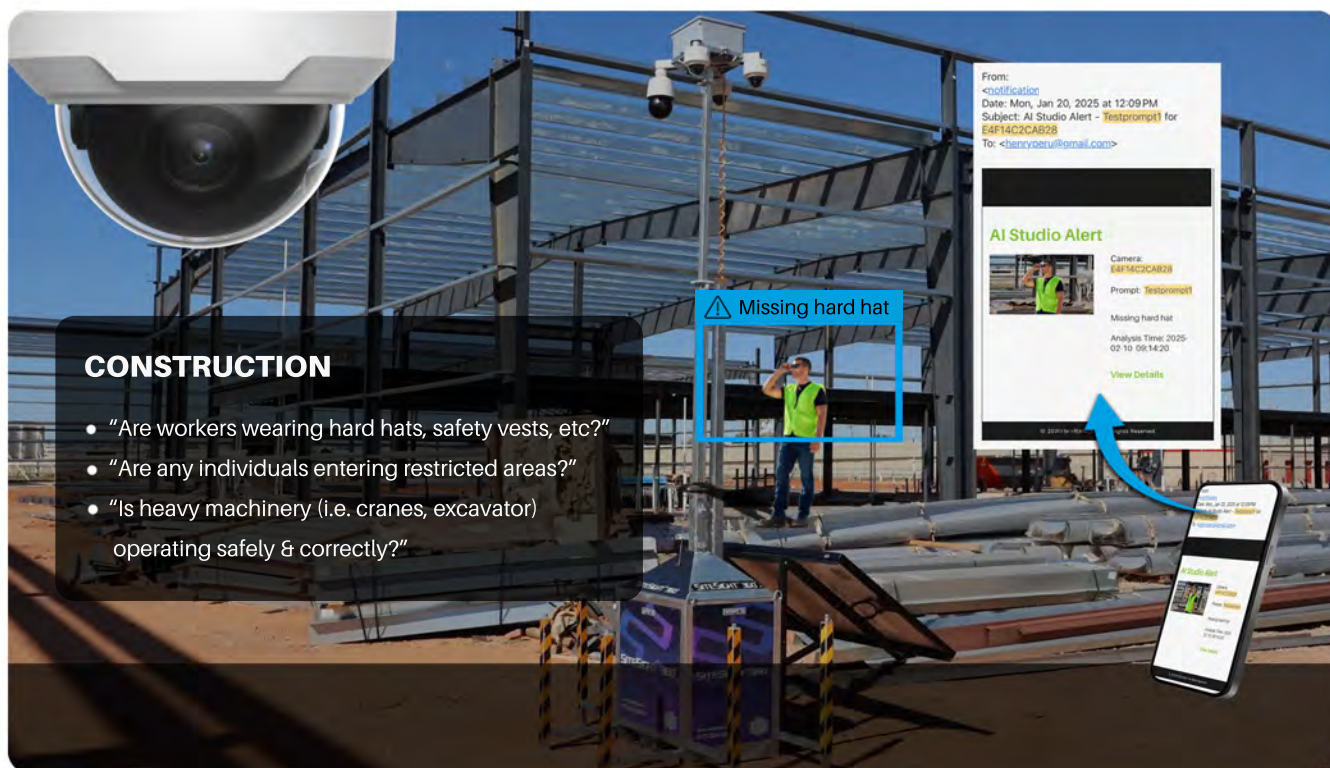 CONSTRUCTION
• “Are workers wearing hard hats, safety vests, etc?”
• “Are any individuals entering restricted areas?”
• “Is heavy machinery (i.e. cranes, excavator)
operating safely & correctly?”
Missing hard hat
From:
<notification
Date: Mon, Jan 20, 2025 at 12:09 PM
Subject: AI Studio Alert - Testprompt1 for
E4F14C2CAB28
To: <henryperu@gmail.com>
AI Studio Alert
Camera:
E4F14C2CAB28
Prompt: Testprompt1
Missing hard hat
Analysis Time: 2025-
02-10 09:14:20
View Details
Reserved.
SITESIGHT 360
AI Studio Alert